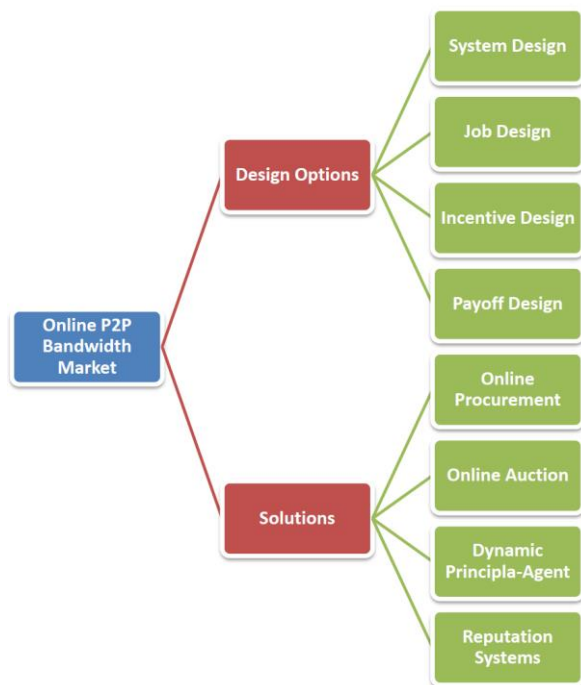 Online P2P
Bandwidth
Market
Design Options
System Design
Job Design
Incentive Design
Payoff Design
Solutions
Online
Procurement
Online Auction
Dynamic
Principla-Agent
Reputation
Systems